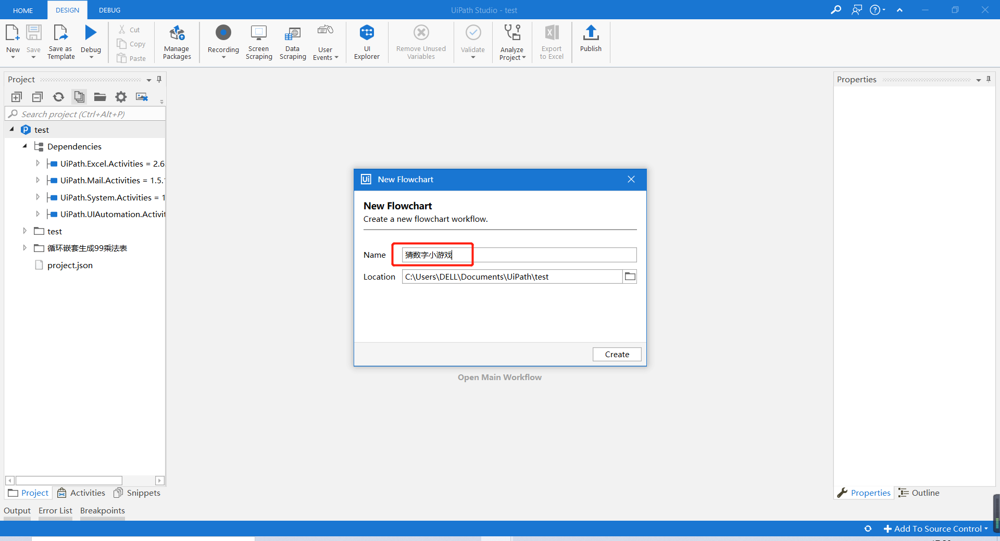 HOME DESIGN DEBUG UiPath Studio - test
New Save Save as Template Debug
Cut
Copy
Paste
Manage Packages
Recording Screen Scraping Data Scraping User Events UI Explorer
Remove Unused Variables
Validate
Analyze Project
Export to Excel
Publish
Project
Search project (Ctrl+Alt+P)
test
Dependencies
UiPath.Excel.Activities = 2.6
UiPath.Mail.Activities = 1.5.
UiPath.System.Activities = 1
UiPath.UIAutomation.Activit
test
循环嵌套生成99乘法表
project.json
Ui New Flowchart
New Flowchart
Create a new flowchart workflow.
Name 猜数字小游戏
Location C:\Users\DELL\Documents\UiPath\test
Create
Open Main Workflow
Properties
Project Activities Snippets
Properties Outline
Output Error List Breakpoints
Add To Source Control